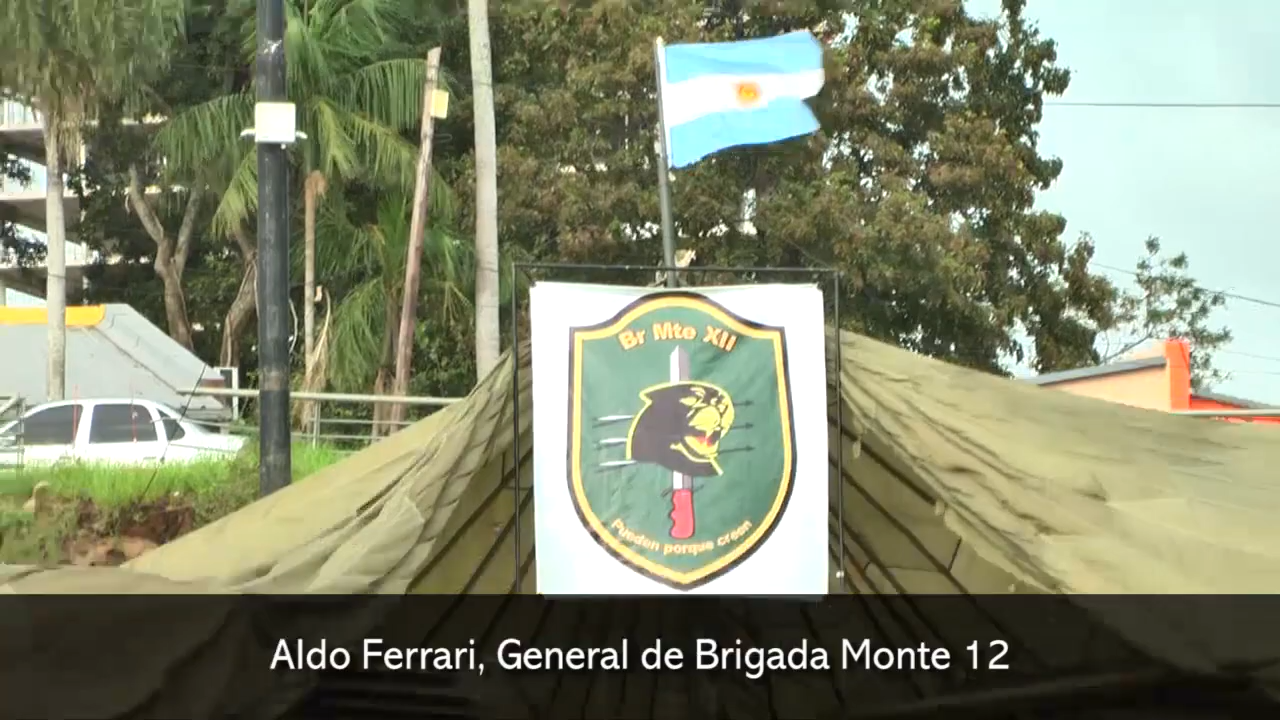 Br Mte XII
Pueden porque creen
Aldo Ferrari, General de Brigada Monte 12